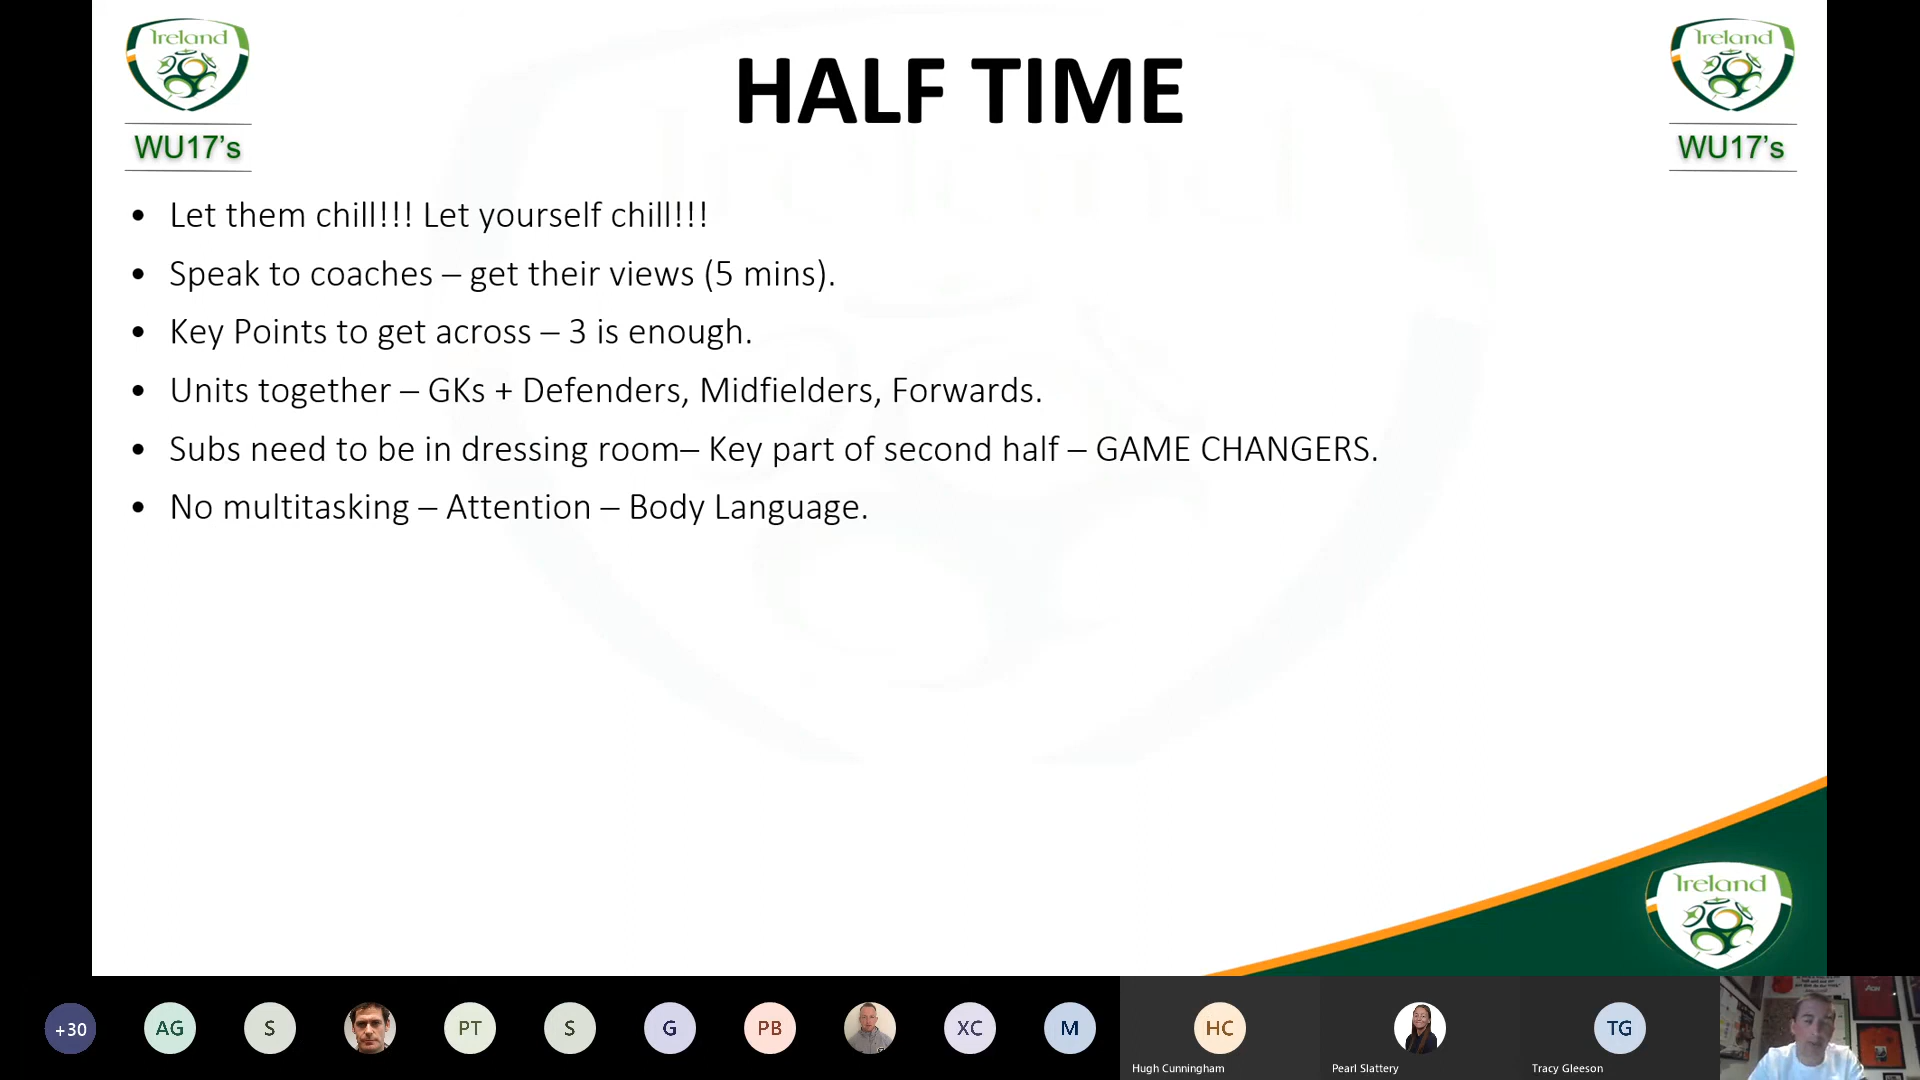 Ireland
WU17's
HALF TIME
Ireland
WU17's
• Let them chill!!! Let yourself chill!!!
• Speak to coaches – get their views (5 mins).
• Key Points to get across – 3 is enough.
• Units together – GKs + Defenders, Midfielders, Forwards.
• Subs need to be in dressing room– Key part of second half – GAME CHANGERS.
• No multitasking – Attention – Body Language.
Ireland
+30
AG
S
PT
S
G
PB
XC
M
HC
TG
Hugh Cunningham
Pearl Slattery
Tracy Gleeson